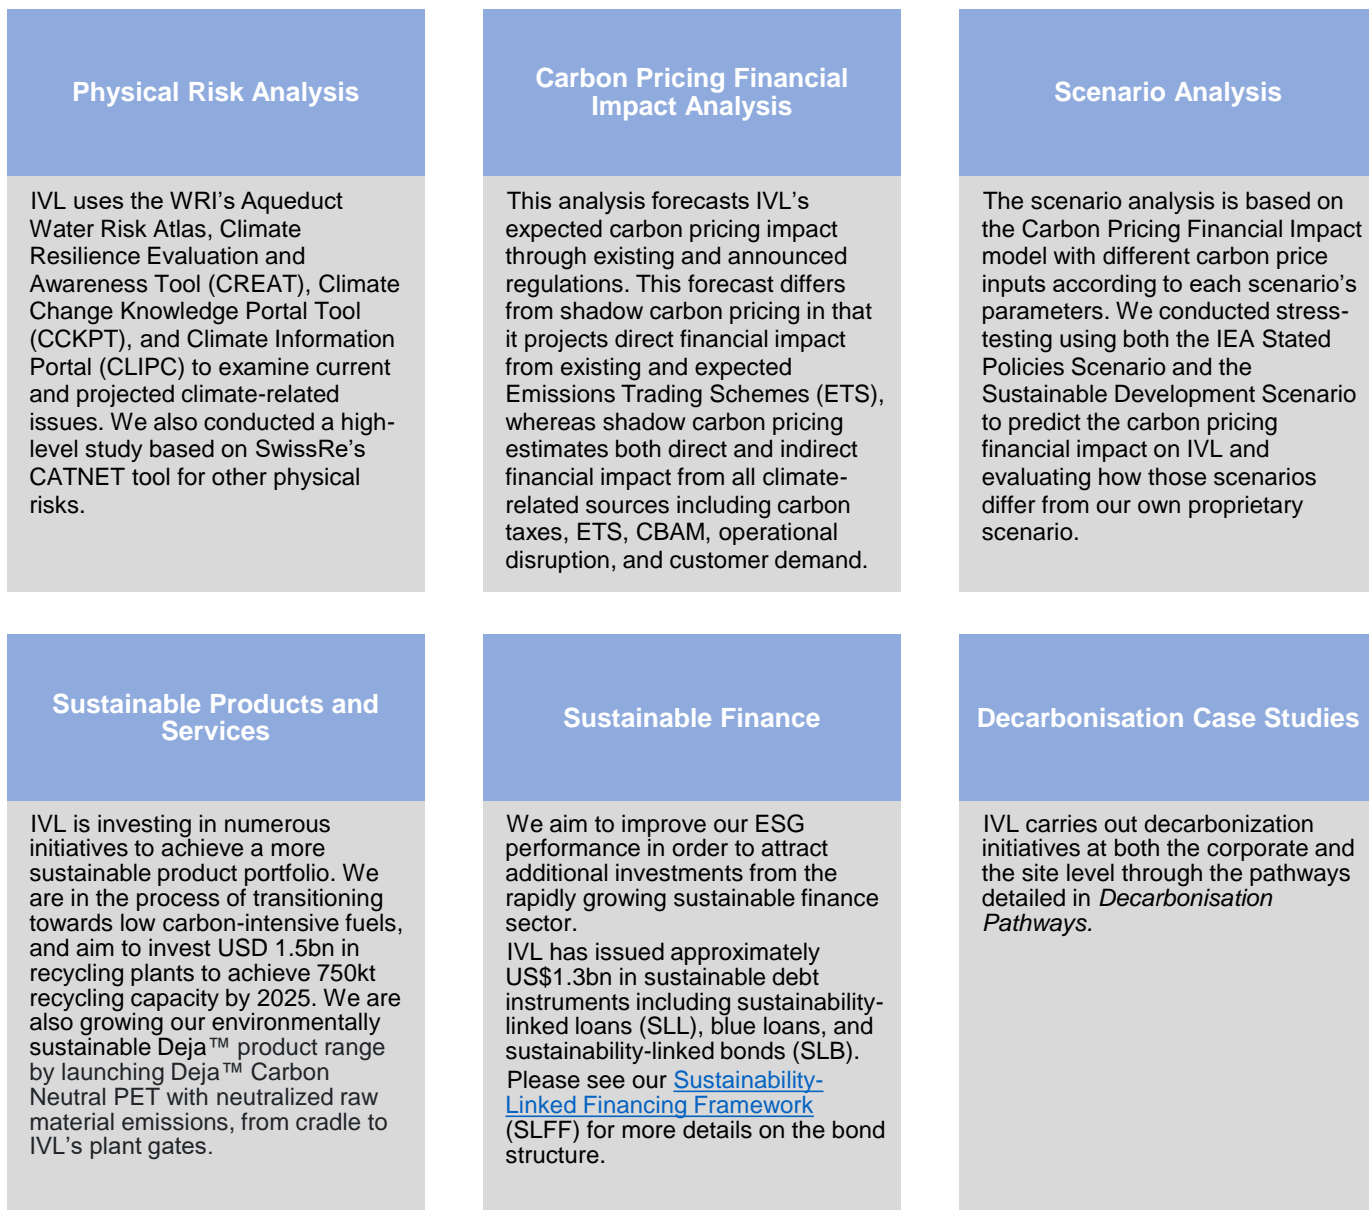 Physical Risk Analysis
IVL uses the WRI’s Aqueduct
Water Risk Atlas, Climate
Resilience Evaluation and
Awareness Tool (CREAT), Climate
Change Knowledge Portal Tool
(CCKPT), and Climate Information
Portal (CLIPC) to examine current
and projected climate-related
issues. We also conducted a high-
level study based on SwissRe’s
CATNET tool for other physical
risks.
Carbon Pricing Financial
Impact Analysis
This analysis forecasts IVL’s
expected carbon pricing impact
through existing and announced
regulations. This forecast differs
from shadow carbon pricing in that
it projects direct financial impact
from existing and expected
Emissions Trading Schemes (ETS),
whereas shadow carbon pricing
estimates both direct and indirect
financial impact from all climate-
related sources including carbon
taxes, ETS, CBAM, operational
disruption, and customer demand.
Scenario Analysis
The scenario analysis is based on
the Carbon Pricing Financial Impact
model with different carbon price
inputs according to each scenario’s
parameters. We conducted stress-
testing using both the IEA Stated
Policies Scenario and the
Sustainable Development Scenario
to predict the carbon pricing
financial impact on IVL and
evaluating how those scenarios
differ from our own proprietary
scenario.
Sustainable Products and
Services
IVL is investing in numerous
initiatives to achieve a more
sustainable product portfolio. We
are in the process of transitioning
towards low carbon-intensive fuels,
and aim to invest USD 1.5bn in
recycling plants to achieve 750kt
recycling capacity by 2025. We are
also growing our environmentally
sustainable Deja™ product range
by launching Deja™ Carbon
Neutral PET with neutralized raw
material emissions, from cradle to
IVL’s plant gates.
Sustainable Finance
We aim to improve our ESG
performance in order to attract
additional investments from the
rapidly growing sustainable finance
sector.
IVL has issued approximately
US$1.3bn in sustainable debt
instruments including sustainability-
linked loans (SLL), blue loans, and
sustainability-linked bonds (SLB).
Please see our Sustainability-
Linked Financing Framework
(SLFF) for more details on the bond
structure.
Decarbonisation Case Studies
IVL carries out decarbonization
initiatives at both the corporate and
the site level through the pathways
detailed in Decarbonisation
Pathways.